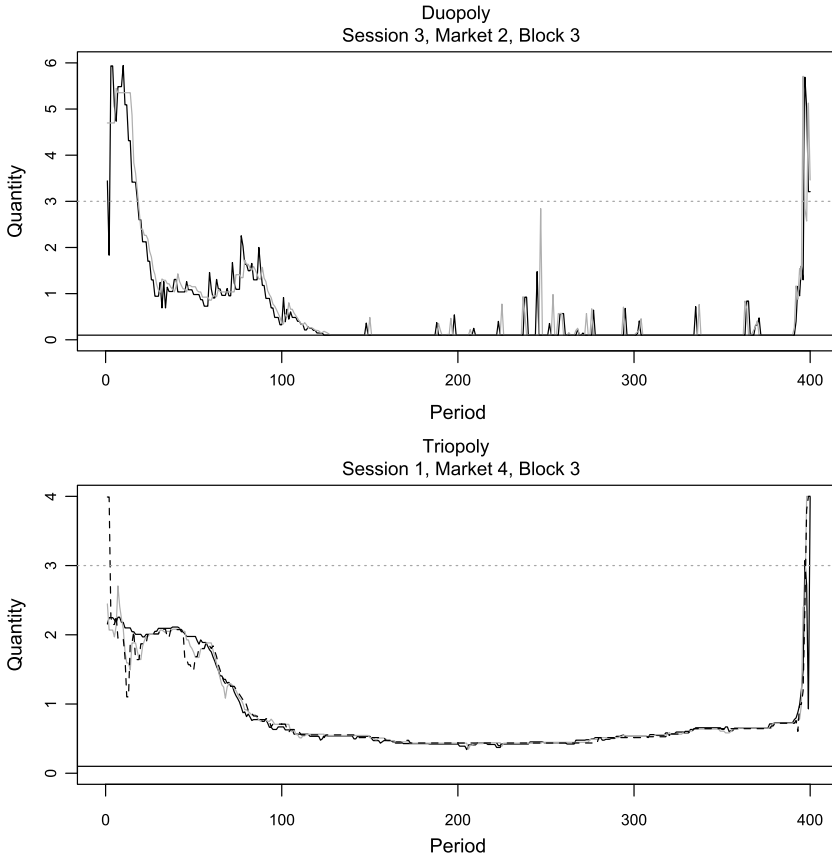 Duopoly
Session 3, Market 2, Block 3
Quantity
6
5
4
3
2
1
0
0 100 200 300 400
Period
Triopoly
Session 1, Market 4, Block 3
Quantity
4
3
2
1
0
0 100 200 300 400
Period